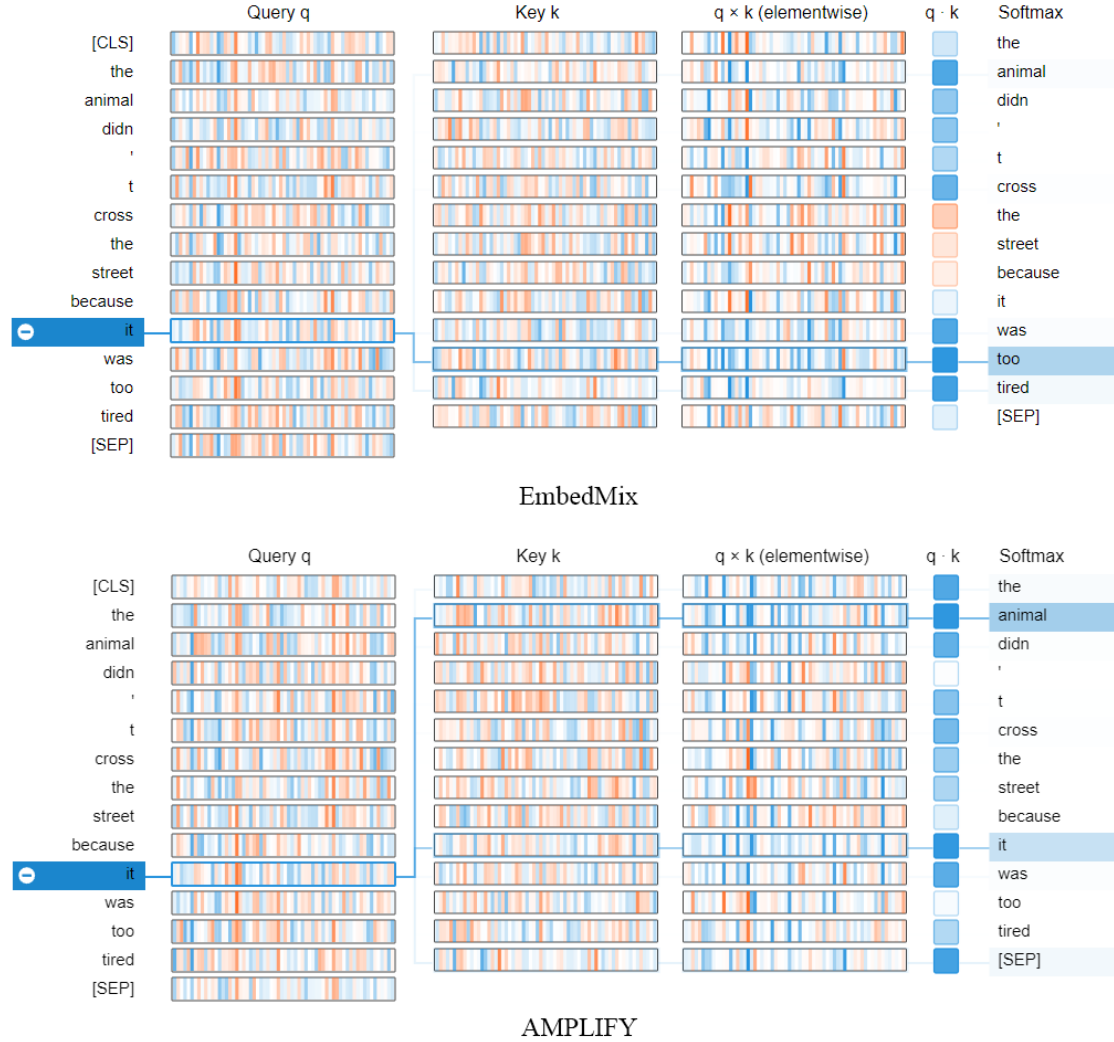 Query q Key k q × k (elementwise) q · k Softmax
[CLS] the
the animal
animal didn
didn '
' t
t cross
cross the
the street
street because
because it
it was
was too
too tired
tired [SEP]
[SEP]
EmbedMix
Query q Key k q × k (elementwise) q · k Softmax
[CLS] the
the animal
animal didn
didn '
' t
t cross
cross the
the street
street because
because it
it was
was too
too tired
tired [SEP]
[SEP]
AMPLIFY